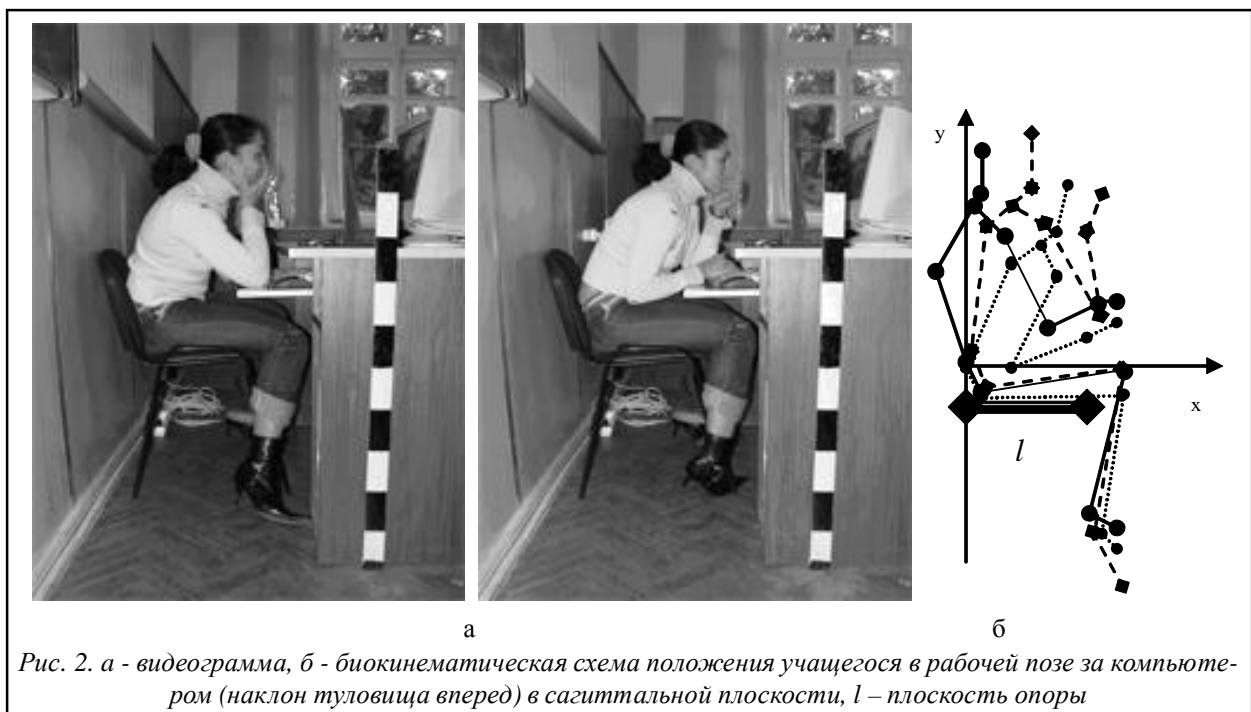 y
x
l
а
б
Рис. 2. а - видеограмма, б - биокинематическая схема положения учащегося в рабочей позе за компьюте-
ром (наклон туловища вперед) в сагиттальной плоскости, l – плоскость опоры